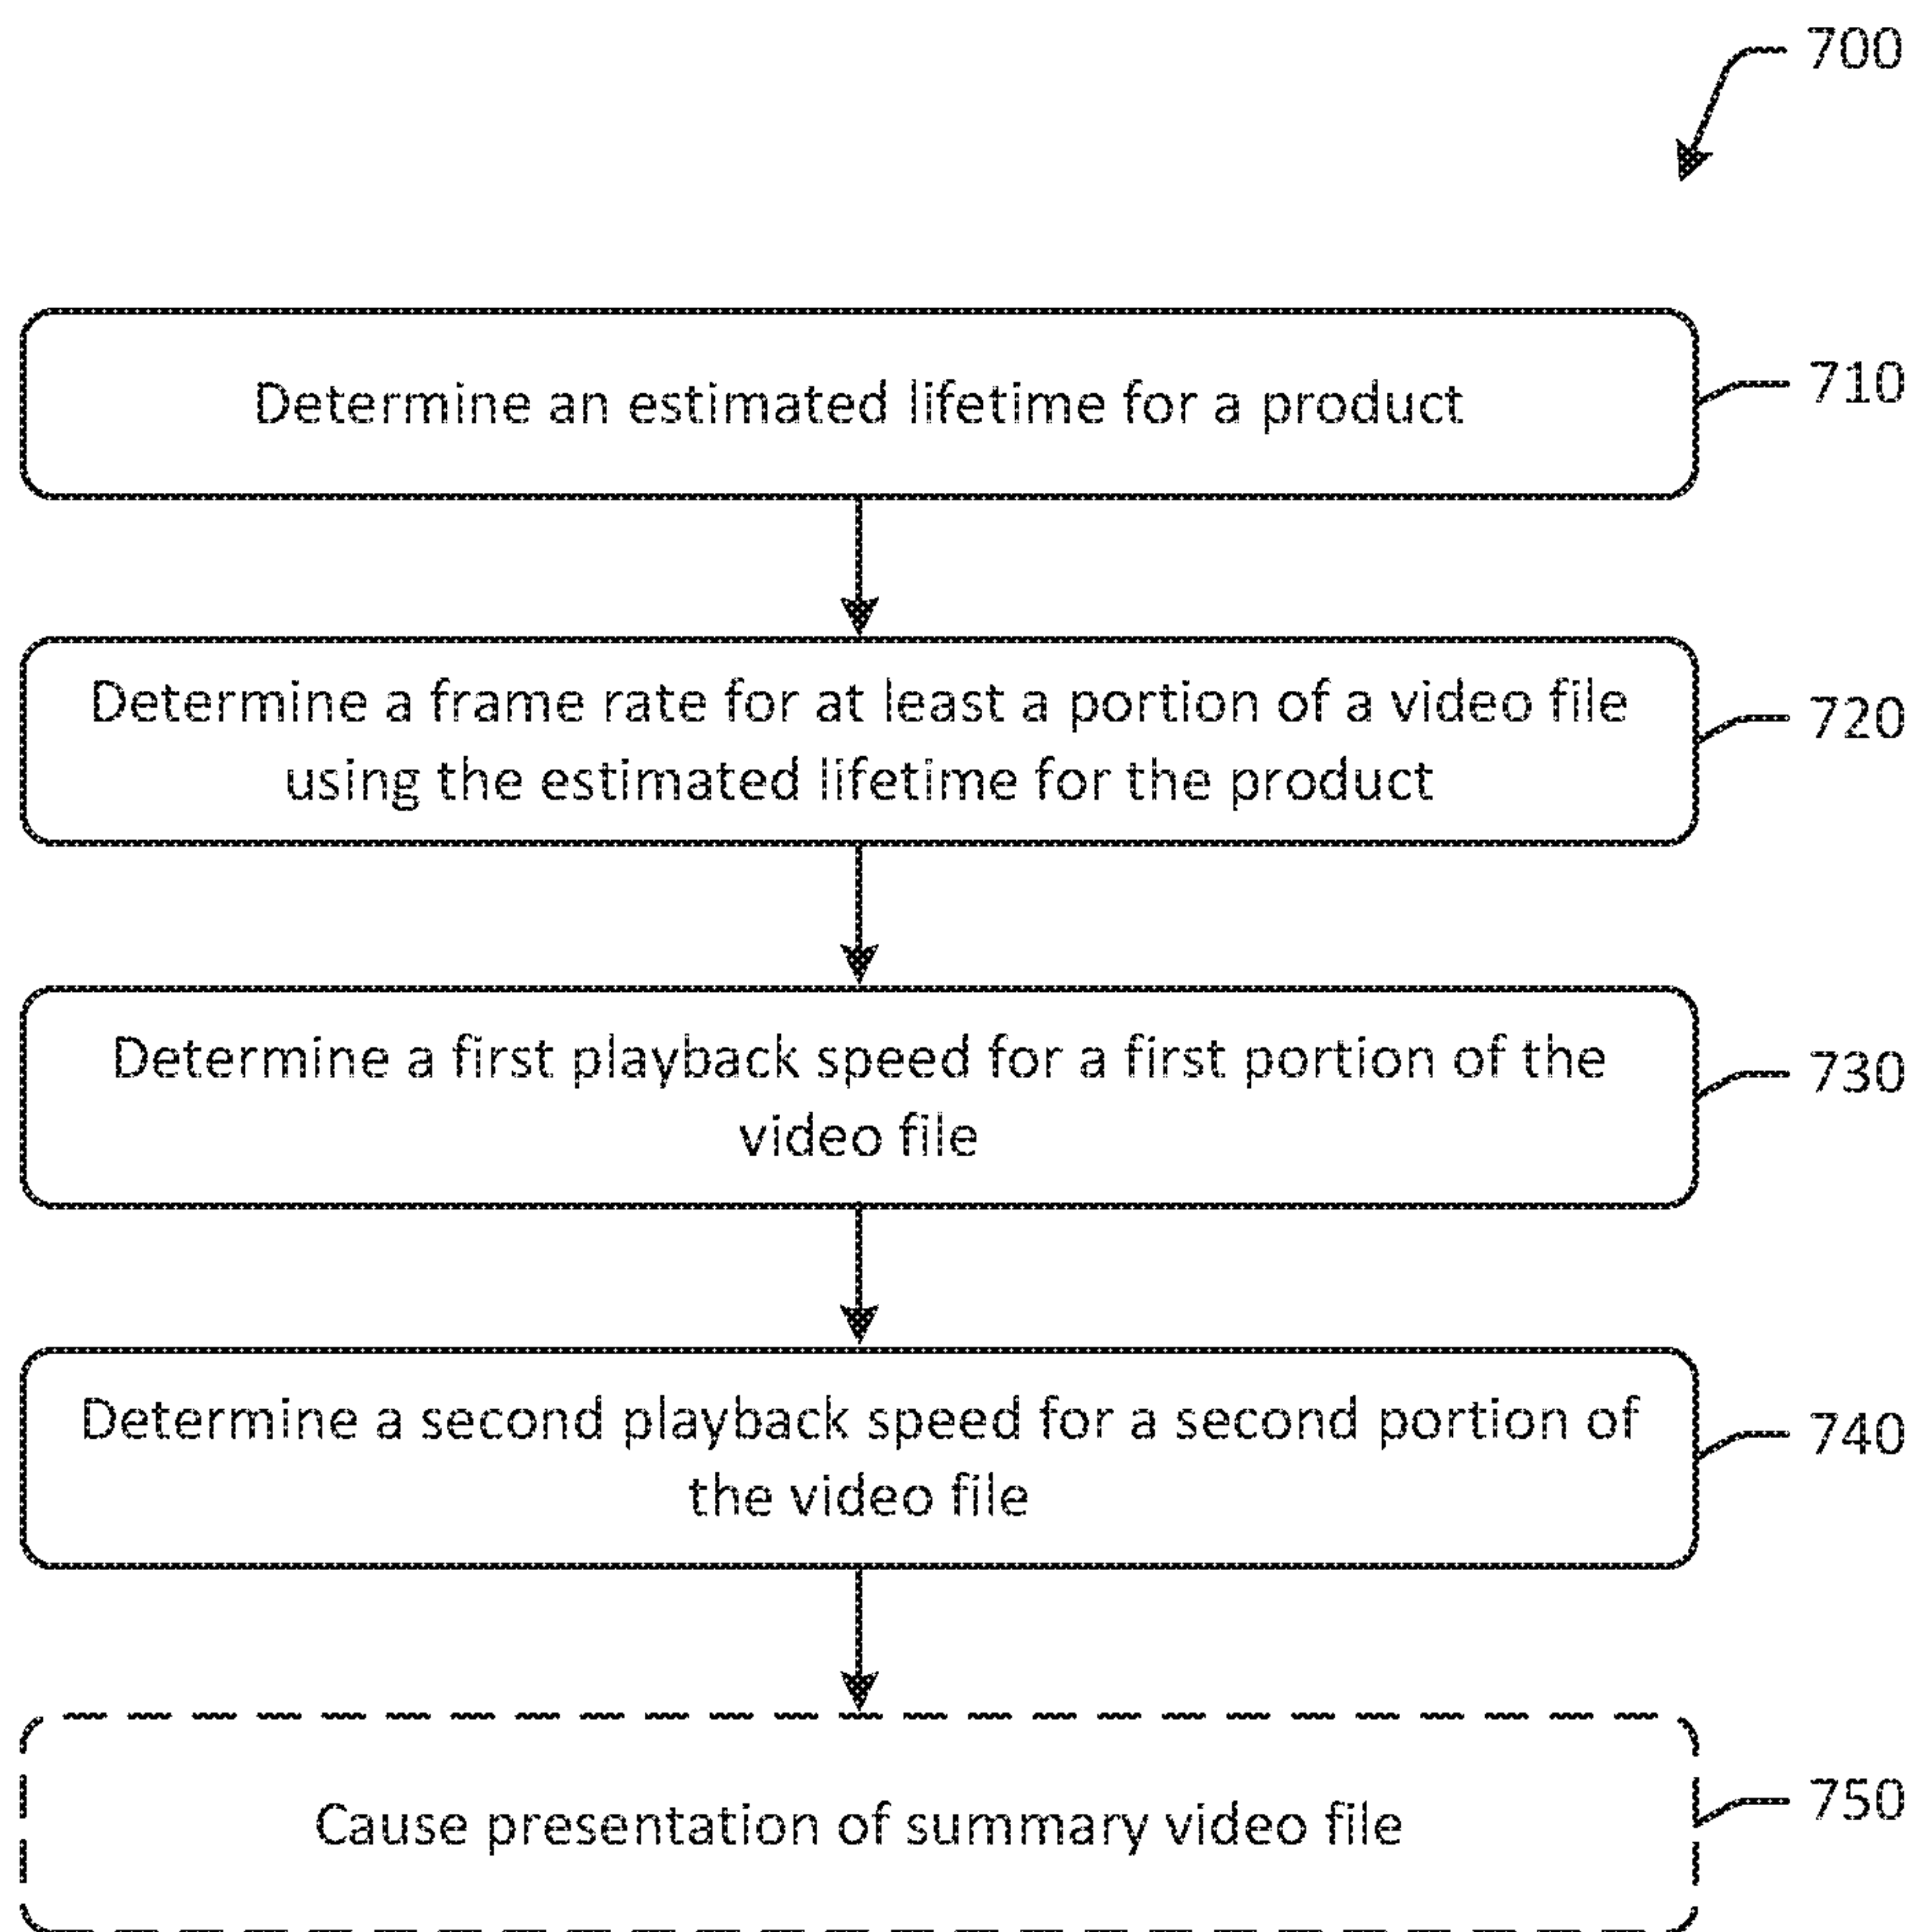 700
Determine an estimated lifetime for a product
710
Determine a frame rate for at least a portion of a video file
using the estimated lifetime for the product
720
Determine a first playback speed for a first portion of the
video file
730
Determine a second playback speed for a second portion of
the video file
740
Cause presentation of summary video file
750